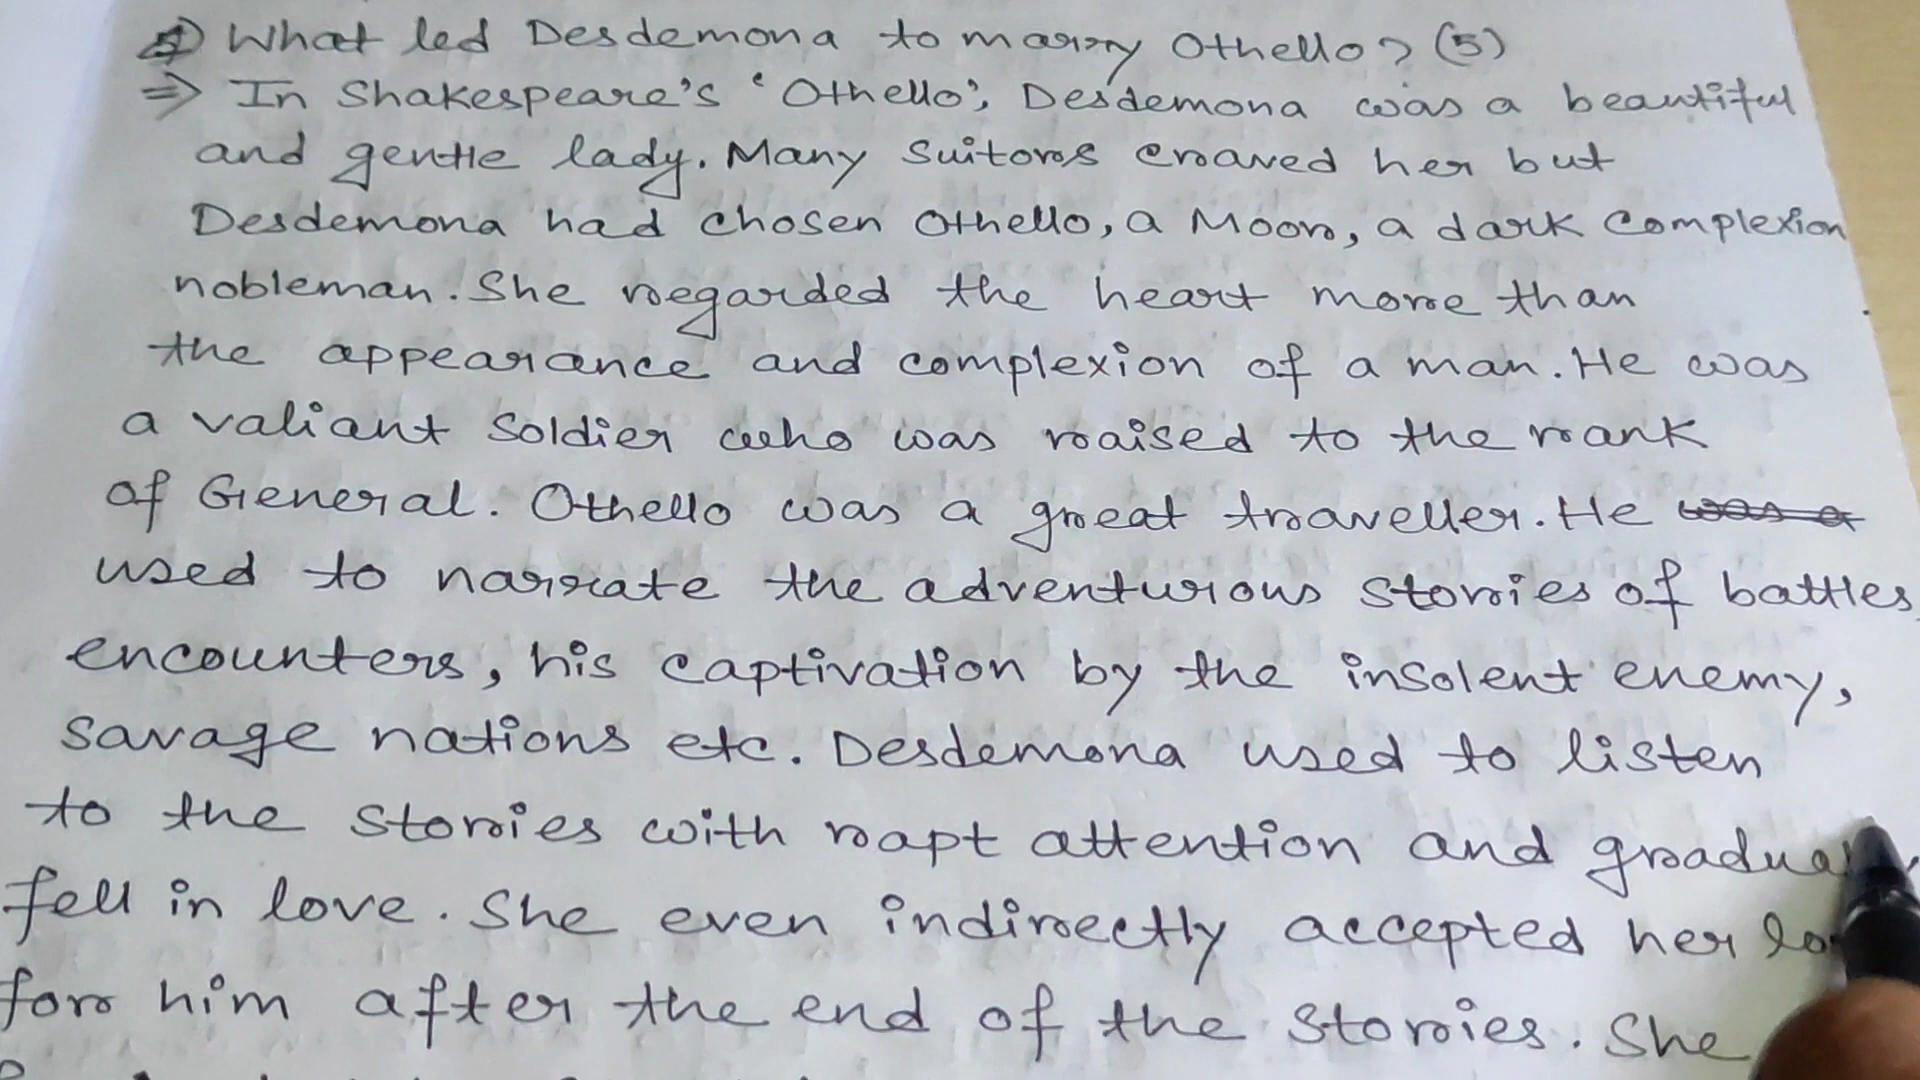 4) What led Desdemona to marry Othello? (5)
⇒ In Shakespeare's 'Othello', Desdemona was a beautiful
and gentle lady. Many suitors craved her but
Desdemona had chosen Othello, a Moor, a dark complexion
nobleman. She regarded the heart more than
the appearance and complexion of a man. He was
a valiant soldier who was raised to the rank
of General. Othello was a great traveller. He was a
used to narrate the adventurous stories of battles,
encounters, his captivation by the insolent enemy,
savage nations etc. Desdemona used to listen
to the stories with rapt attention and
fell in love. She even indirectly accepted her
for him after the end of the stories. She